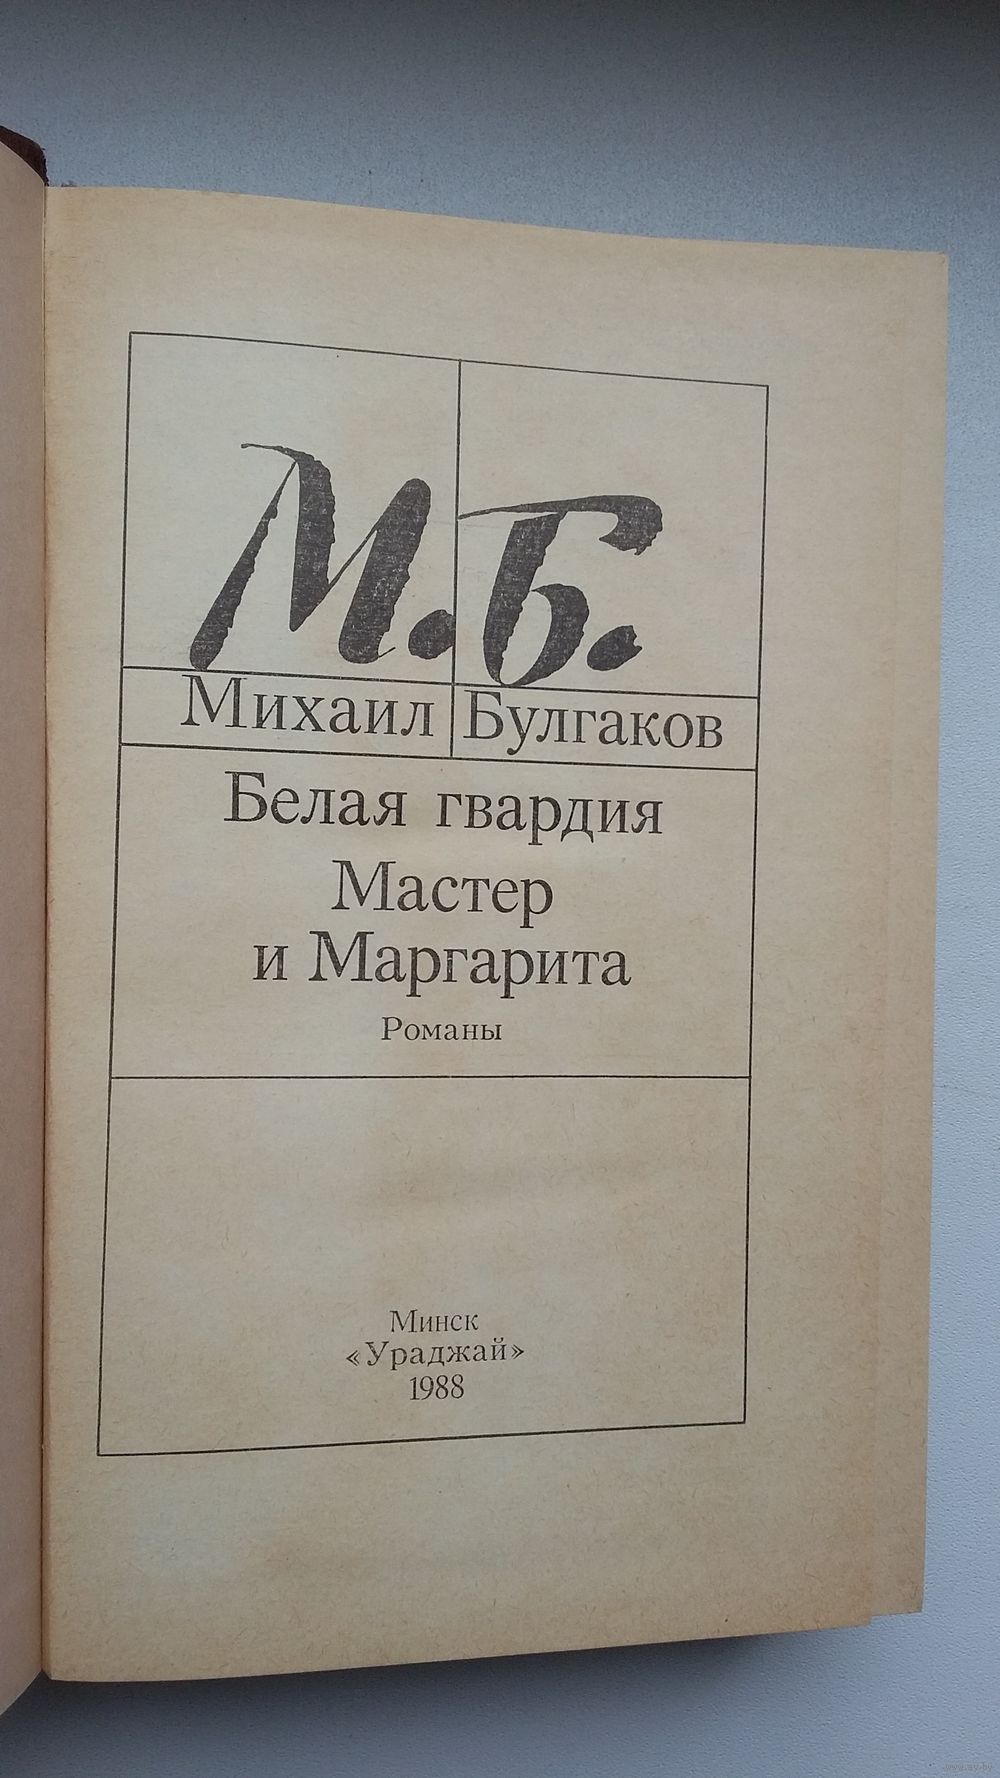 М. Б.
Михаил Булгаков
Белая гвардия
Мастер
и Маргарита
Романы
Минск
«Ураджай»
1988